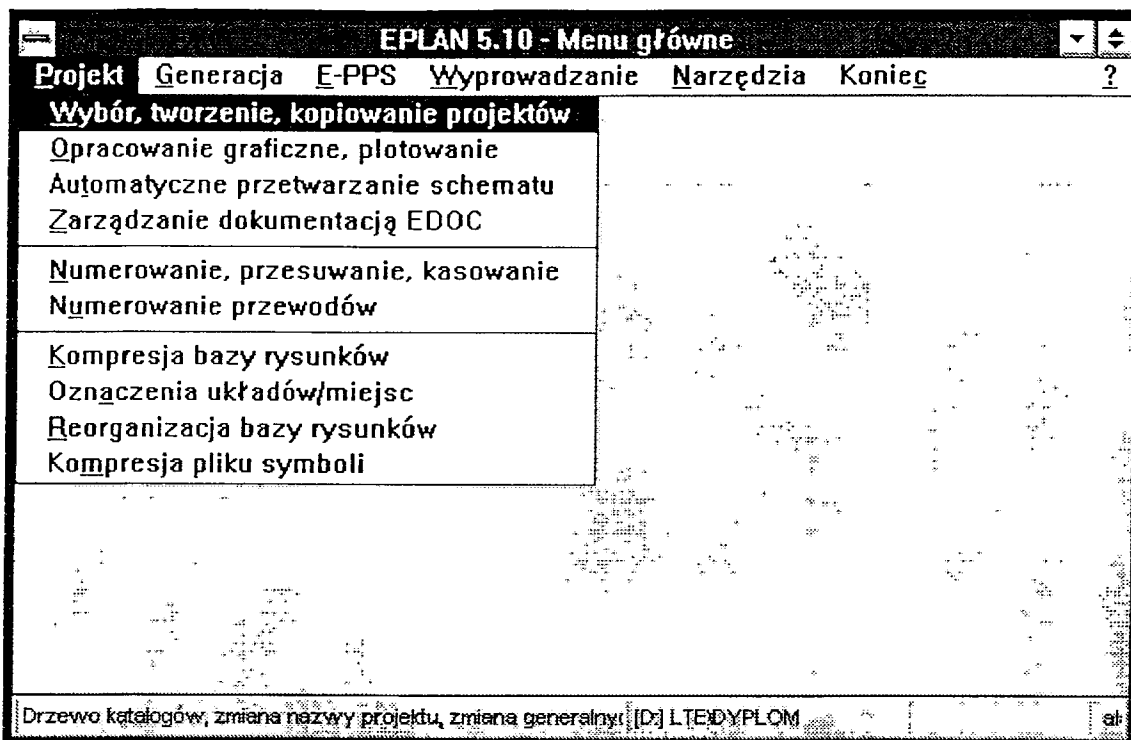 EPLAN 5.10 - Menu główne
Projekt Generacja E-PPS Wyprowadzanie Narzędzia Koniec ?
Wybór, tworzenie, kopiowanie projektów
Opracowanie graficzne, plotowanie
Automatyczne przetwarzanie schematu
Zarządzanie dokumentacją EDOC
Numerowanie, przesuwanie, kasowanie
Numerowanie przewodów
Kompresja bazy rysunków
Oznaczenia układów/miejsc
Reorganizacja bazy rysunków
Kompresja pliku symboli
Drzewo katalogów, zmiana nazwy projektu, zmiana [D:] DYPLOM